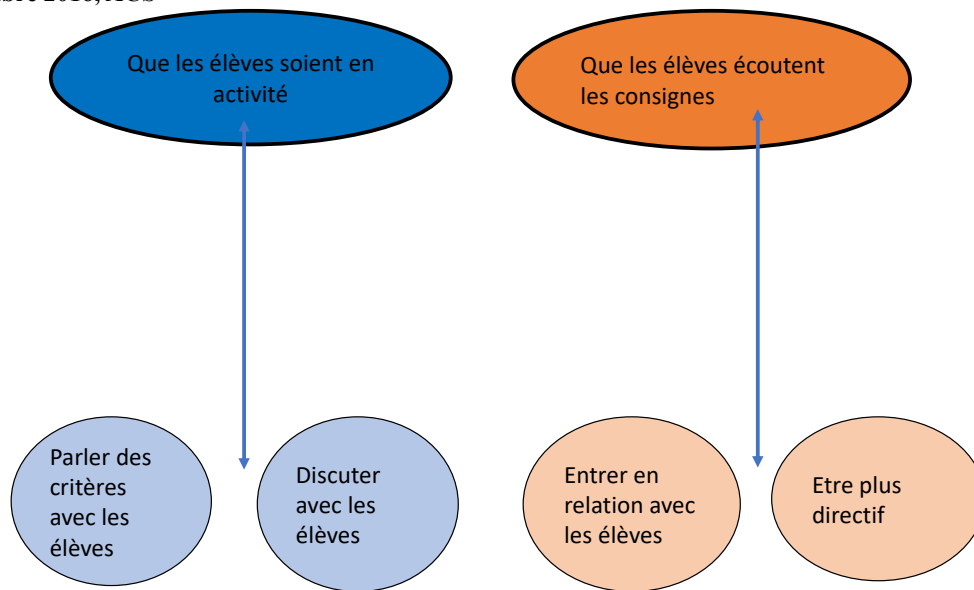 Que les élèves soient en
activité
Que les élèves écoutent
les consignes
Parler des
critères
avec les
élèves
Discuter
avec les
élèves
Entrer en
relation avec
les élèves
Etre plus
directif